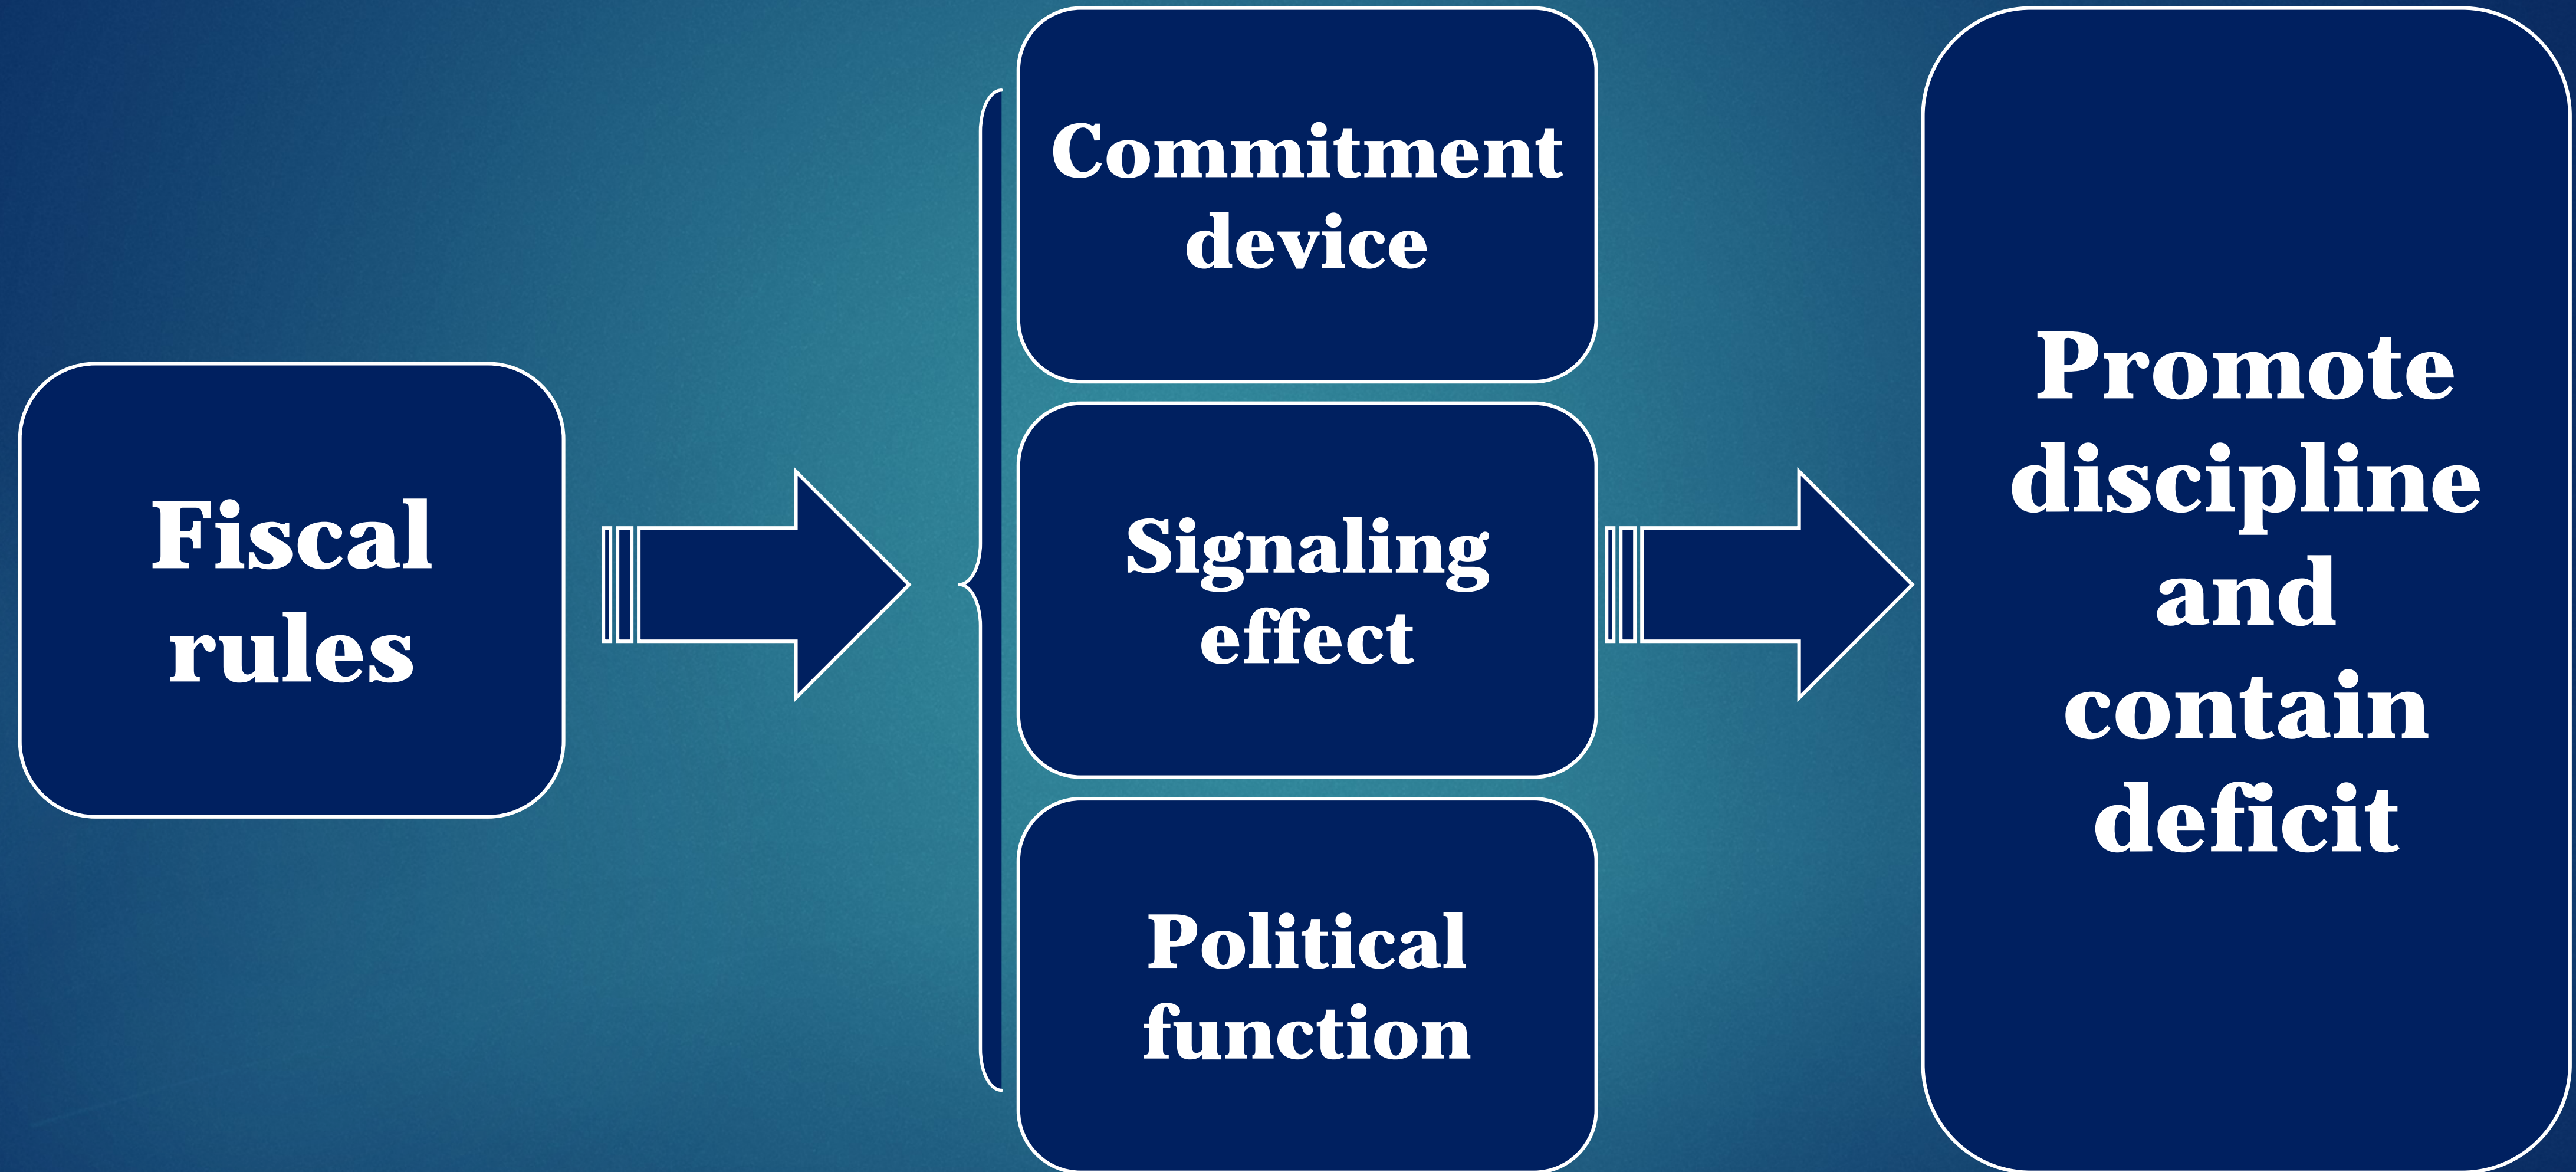 Fiscal
rules
Commitment
device
Signaling
effect
Political
function
Promote
discipline
and
contain
deficit